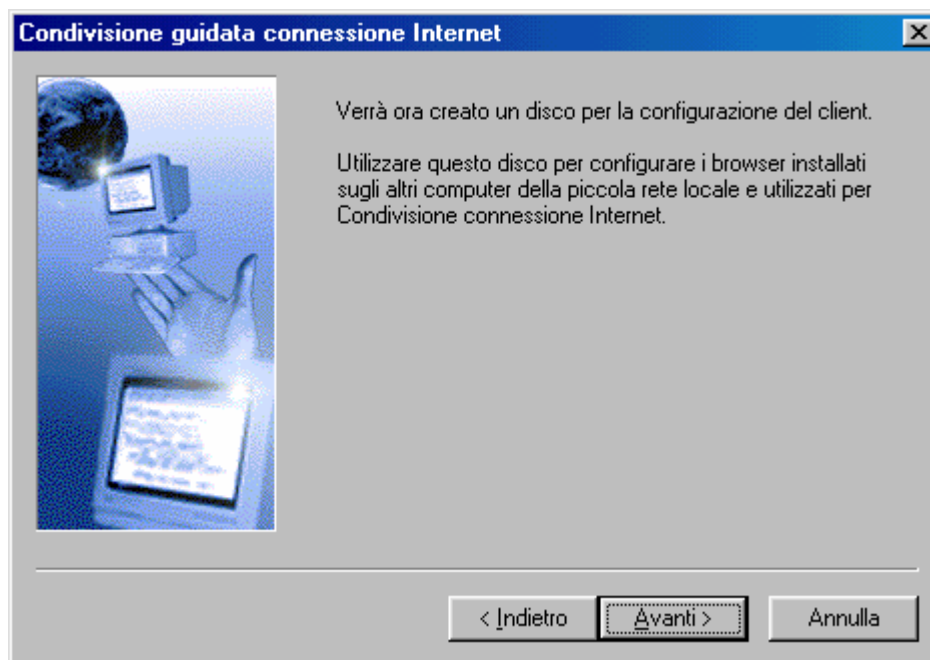 Condivisione guidata connessione Internet
Verrà ora creato un disco per la configurazione del client.
Utilizzare questo disco per configurare i browser installati
sugli altri computer della piccola rete locale e utilizzati per
Condivisione connessione Internet.
< Indietro
Avanti >
Annulla